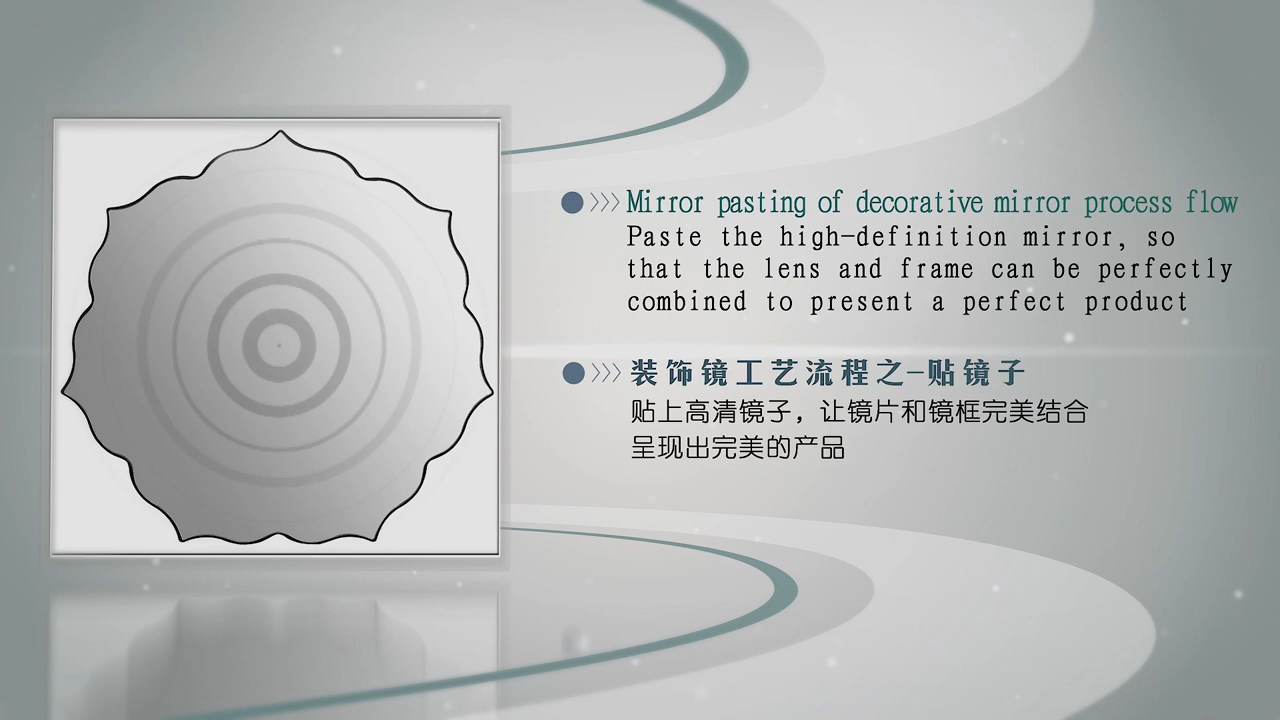 Mirror pasting of decorative mirror process flow
Paste the high-definition mirror, so
that the lens and frame can be perfectly
combined to present a perfect product
装饰镜工艺流程之-贴镜子
贴上高清镜子，让镜片和镜框完美结合
呈现出完美的产品